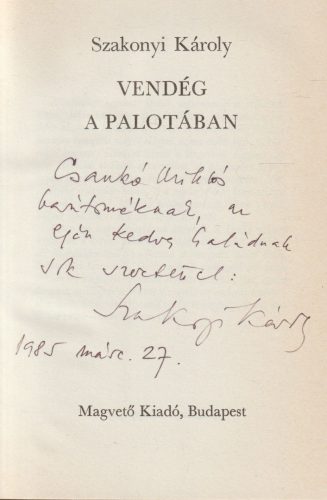 Szakonyi Károly
VENDÉG
A PALOTÁBAN
Csankó Miklós
barátoméknak, az
egész kedves családnak
sok szeretettel:
Szakonyi Károly
1985 márc. 27.
Magvető Kiadó, Budapest